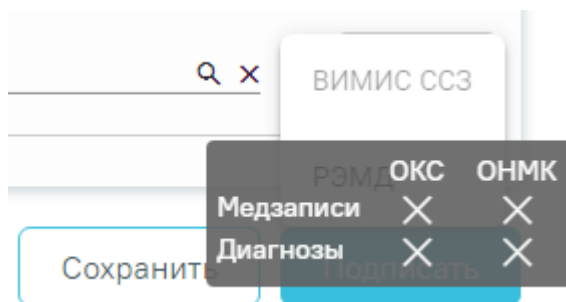 ВИМИС ССЗ
РЭМД
ОКС ОНМК
Медзаписи
Диагнозы
Сохранить
Подписать